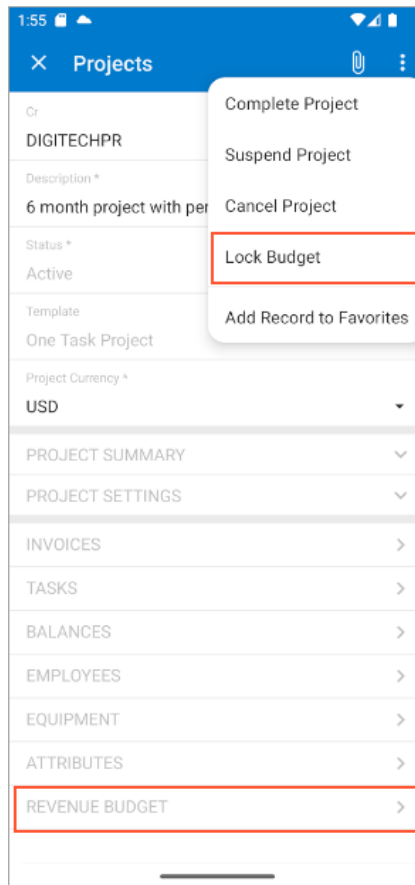 1:55
Projects
Complete Project
Suspend Project
Cancel Project
Lock Budget
Add Record to Favorites
Cr
DIGITECHPR
Description *
6 month project with per
Status *
Active
Template
One Task Project
Project Currency *
USD
PROJECT SUMMARY
PROJECT SETTINGS
INVOICES
TASKS
BALANCES
EMPLOYEES
EQUIPMENT
ATTRIBUTES
REVENUE BUDGET